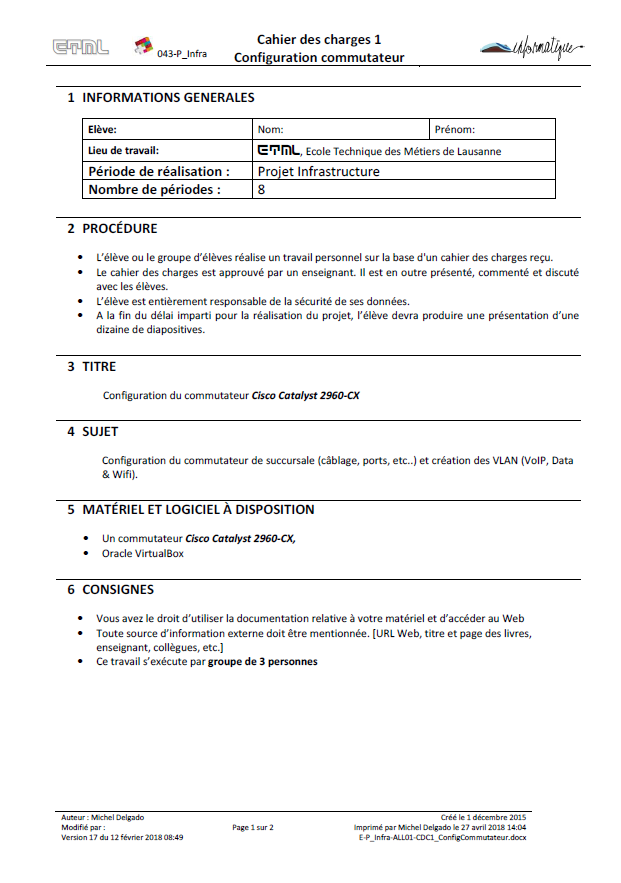 ETML
043-P_Infra
Cahier des charges 1
Configuration commutateur
informatique
1 INFORMATIONS GENERALES
Elève: Nom: Prénom:
Lieu de travail: ETML, Ecole Technique des Métiers de Lausanne
Période de réalisation : Projet Infrastructure
Nombre de périodes : 8
2 PROCÉDURE
• L'élève ou le groupe d'élèves réalise un travail personnel sur la base d'un cahier des charges reçu.
• Le cahier des charges est approuvé par un enseignant. Il est en outre présenté, commenté et discuté
avec les élèves.
• L'élève est entièrement responsable de la sécurité de ses données.
• A la fin du délai imparti pour la réalisation du projet, l'élève devra produire une présentation d'une
dizaine de diapositives.
3 TITRE
Configuration du commutateur Cisco Catalyst 2960-CX
4 SUJET
Configuration du commutateur de succursale (câblage, ports, etc..) et création des VLAN (VoIP, Data
& Wifi).
5 MATÉRIEL ET LOGICIEL À DISPOSITION
• Un commutateur Cisco Catalyst 2960-CX,
• Oracle VirtualBox
6 CONSIGNES
• Vous avez le droit d'utiliser la documentation relative à votre matériel et d'accéder au Web
• Toute source d'information externe doit être mentionnée. [URL Web, titre et page des livres,
enseignant, collègues, etc.]
• Ce travail s'exécute par groupe de 3 personnes
Auteur : Michel Delgado Créé le 1 décembre 2015
Modifié par : Page 1 sur 2 Imprimé par Michel Delgado le 27 avril 2018 14:04
Version 17 du 12 février 2018 08:49 E-P_Infra-ALL01-CDC1_ConfigCommutateur.docx